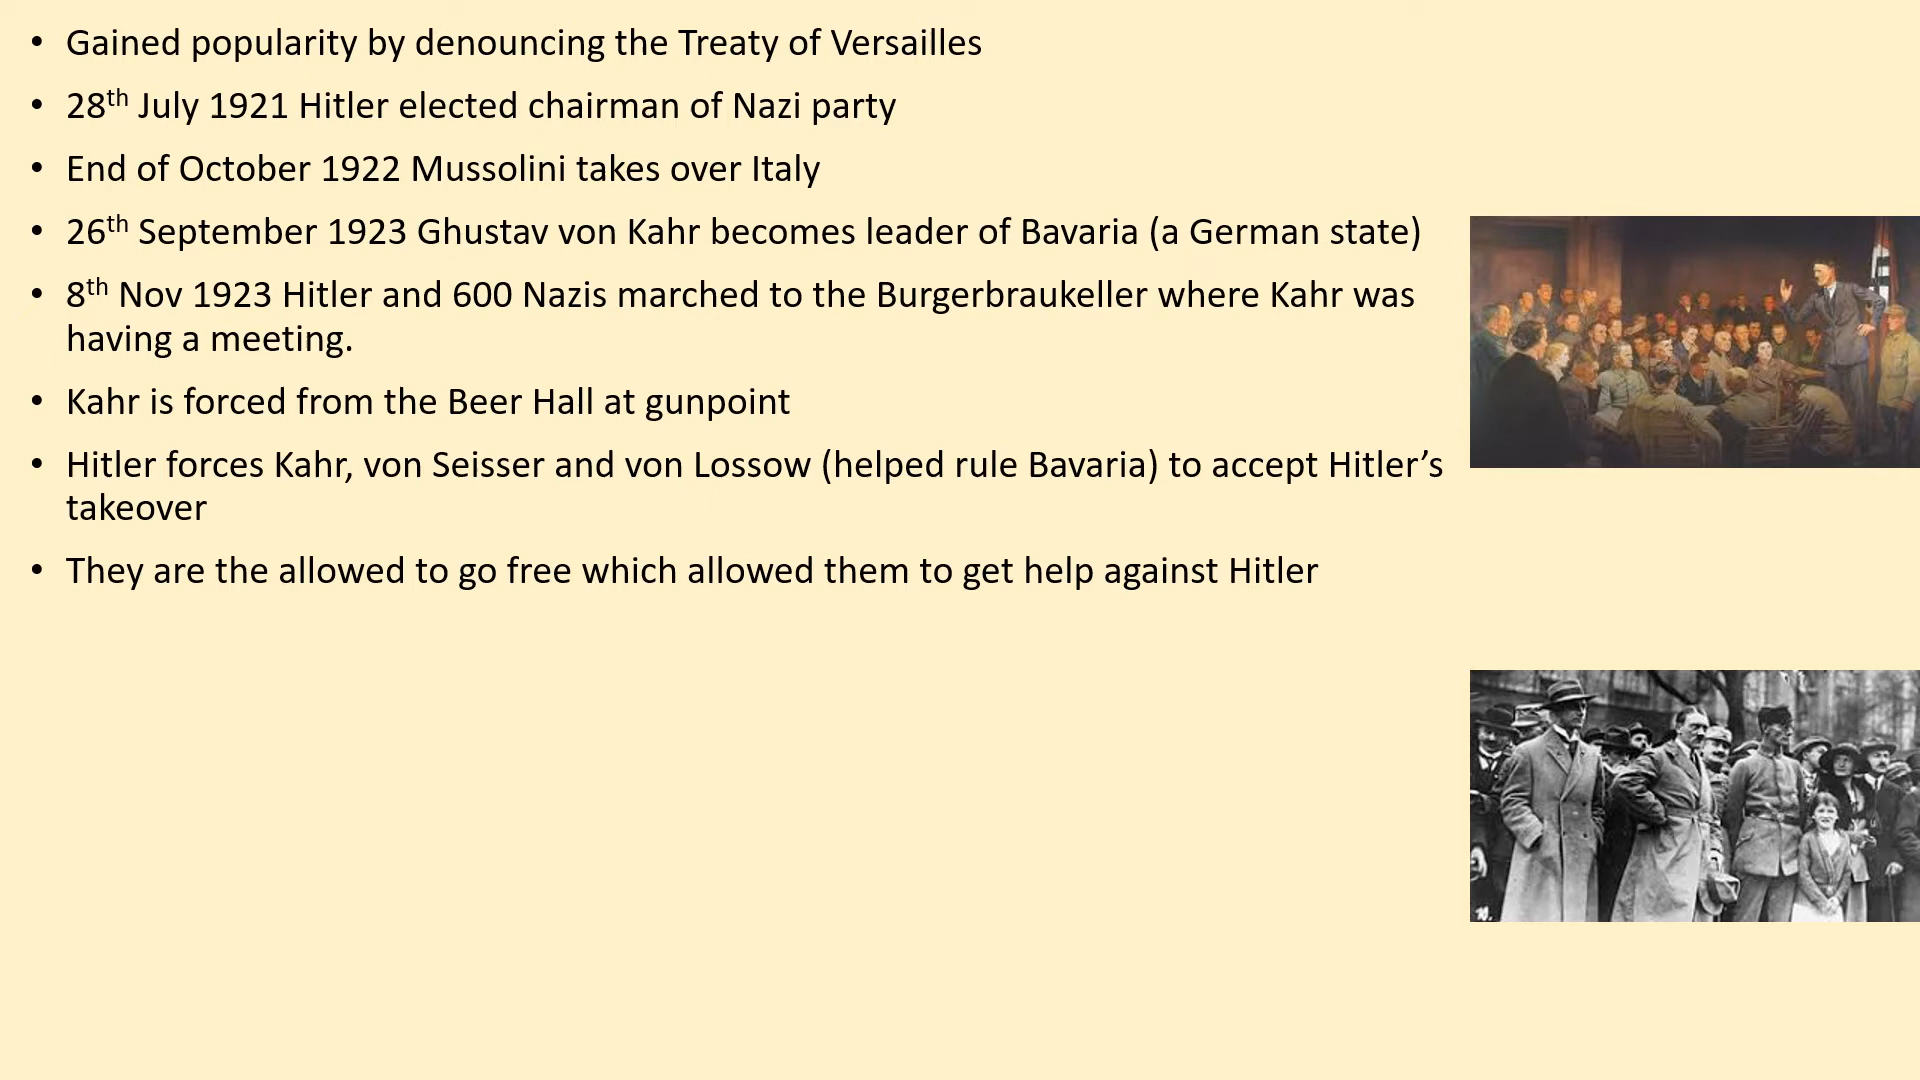 • Gained popularity by denouncing the Treaty of Versailles
• 28th July 1921 Hitler elected chairman of Nazi party
• End of October 1922 Mussolini takes over Italy
• 26th September 1923 Ghustav von Kahr becomes leader of Bavaria (a German state)
• 8th Nov 1923 Hitler and 600 Nazis marched to the Burgerbraukeller where Kahr was
having a meeting.
• Kahr is forced from the Beer Hall at gunpoint
• Hitler forces Kahr, von Seisser and von Lossow (helped rule Bavaria) to accept Hitler’s
takeover
• They are the allowed to go free which allowed them to get help against Hitler